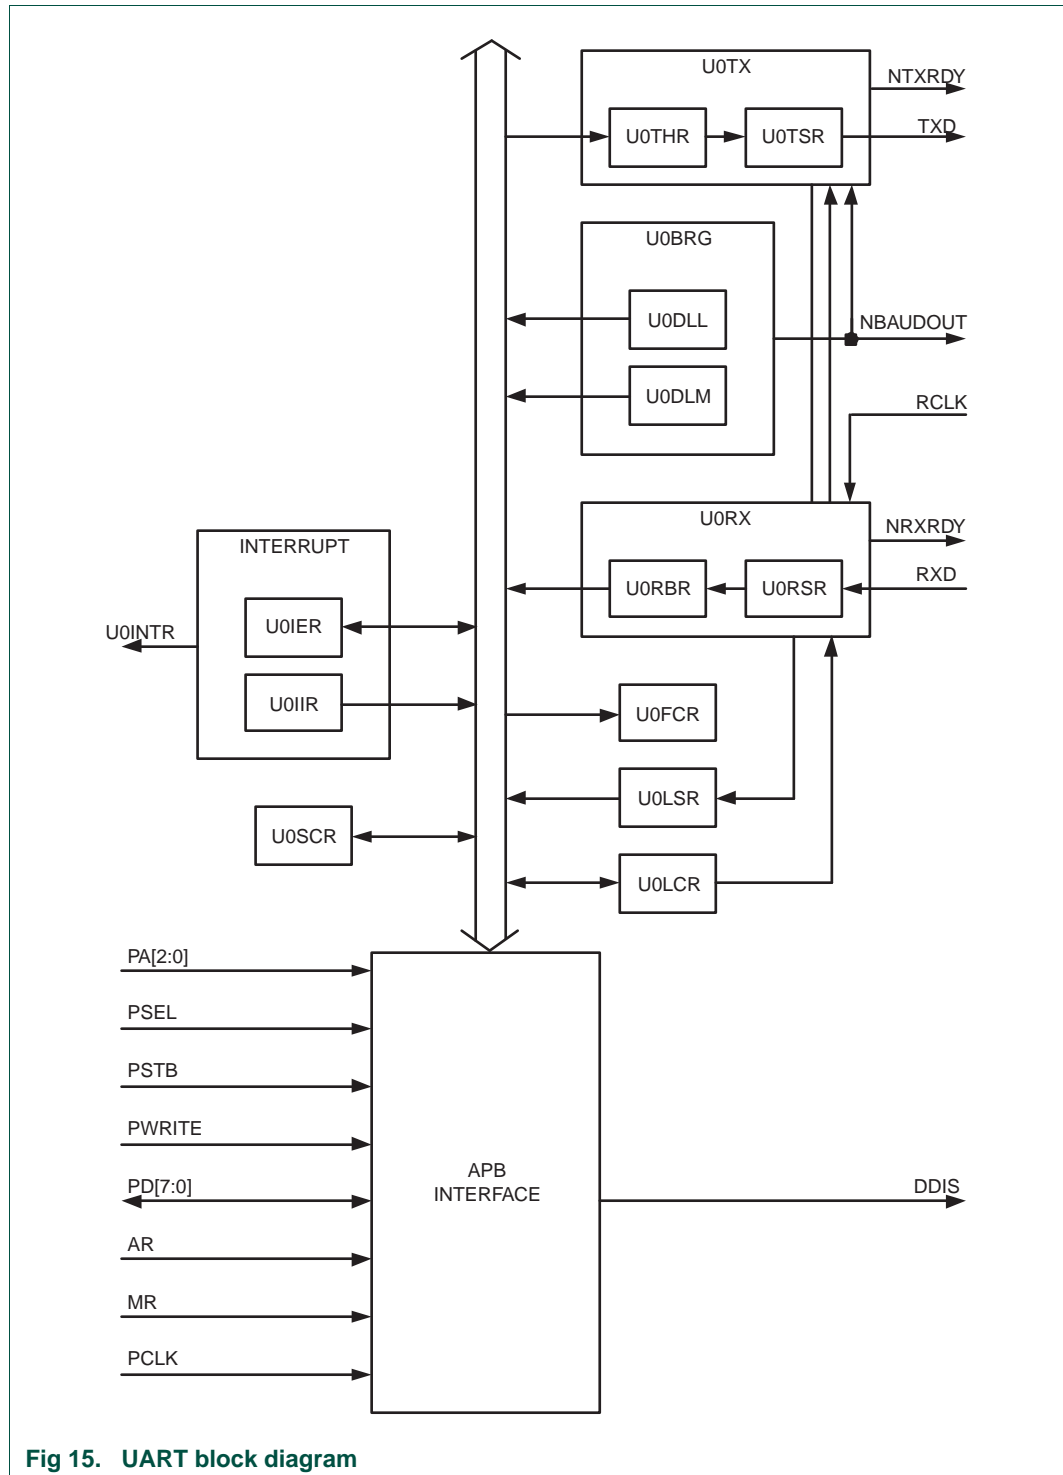 U0TX
NTXRDY
U0THR
U0TSR
TXD
U0BRG
U0DLL
NBAUDOUT
U0DLM
RCLK
U0RX
NRXRDY
INTERRUPT
U0RBR
U0RSR
RXD
U0INTR
U0IER
U0IIR
U0FCR
U0LSR
U0SCR
U0LCR
PA[2:0]
PSEL
PSTB
PWRITE
APB
INTERFACE
PD[7:0]
DDIS
AR
MR
PCLK
Fig 15. UART block diagram